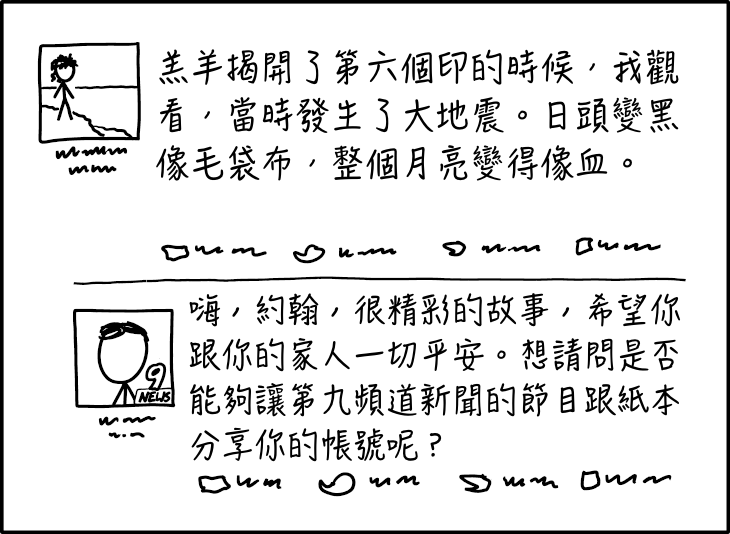 羔羊揭開了第六個印的時候，我觀
看，當時發生了大地震。日頭變黑
像毛袋布，整個月亮變得像血。
嗨，約翰，很精彩的故事，希望你
跟你的家人一切平安。想請問是否
能夠讓第九頻道新聞的節目跟紙本
分享你的帳號呢？
9
NEWS